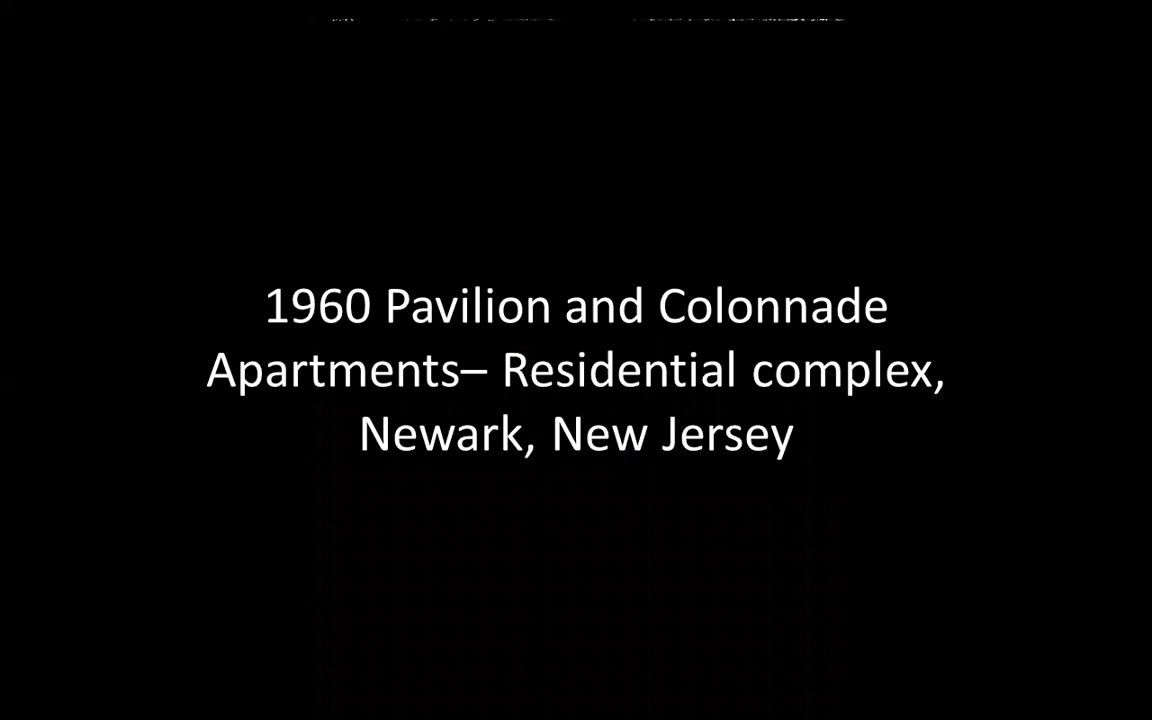 1960 Pavilion and Colonnade
Apartments– Residential complex,
Newark, New Jersey